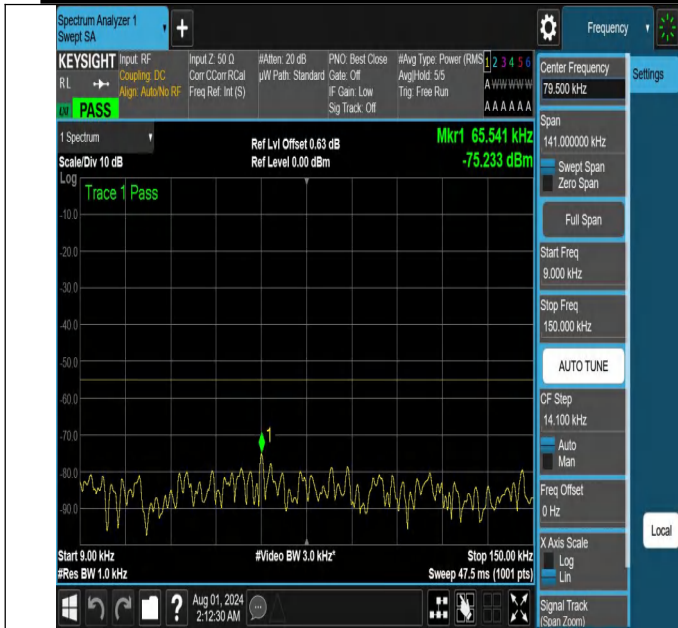 Spectrum Analyzer 1
Swept SA
+
Frequency
KEYSIGHT
RL
PASS
Input: RF
Coupling: DC
Align: Auto/No RF
Input Z: 50 Ω
Corr CCorr RCal
Freq Ref: Int (S)
#Atten: 20 dB
µW Path: Standard
PNO: Best Close
Gate: Off
IF Gain: Low
Sig Track: Off
#Avg Type: Power (RMS
Avg|Hold: 5/5
Trig: Free Run
1 2 3 4 5 6
A W W W W W
A A A A A A
1 Spectrum
Scale/Div 10 dB
Log
Ref Lvl Offset 0.63 dB
Ref Level 0.00 dBm
Mkr1 65.541 kHz
-75.233 dBm
Trace 1 Pass
-10.0
-20.0
-30.0
-40.0
-50.0
-60.0
-70.0
-80.0
-90.0
1
Start 9.00 kHz
#Res BW 1.0 kHz
#Video BW 3.0 kHz*
Stop 150.00 kHz
Sweep 47.5 ms (1001 pts)
?
Aug 01, 2024
2:12:30 AM
Center Frequency
79.500 kHz
Settings
Span
141.000000 kHz
Swept Span
Zero Span
Full Span
Start Freq
9.000 kHz
Stop Freq
150.000 kHz
AUTO TUNE
CF Step
14.100 kHz
Auto
Man
Freq Offset
0 Hz
X Axis Scale
Log
Lin
Local
Signal Track
(Span Zoom)